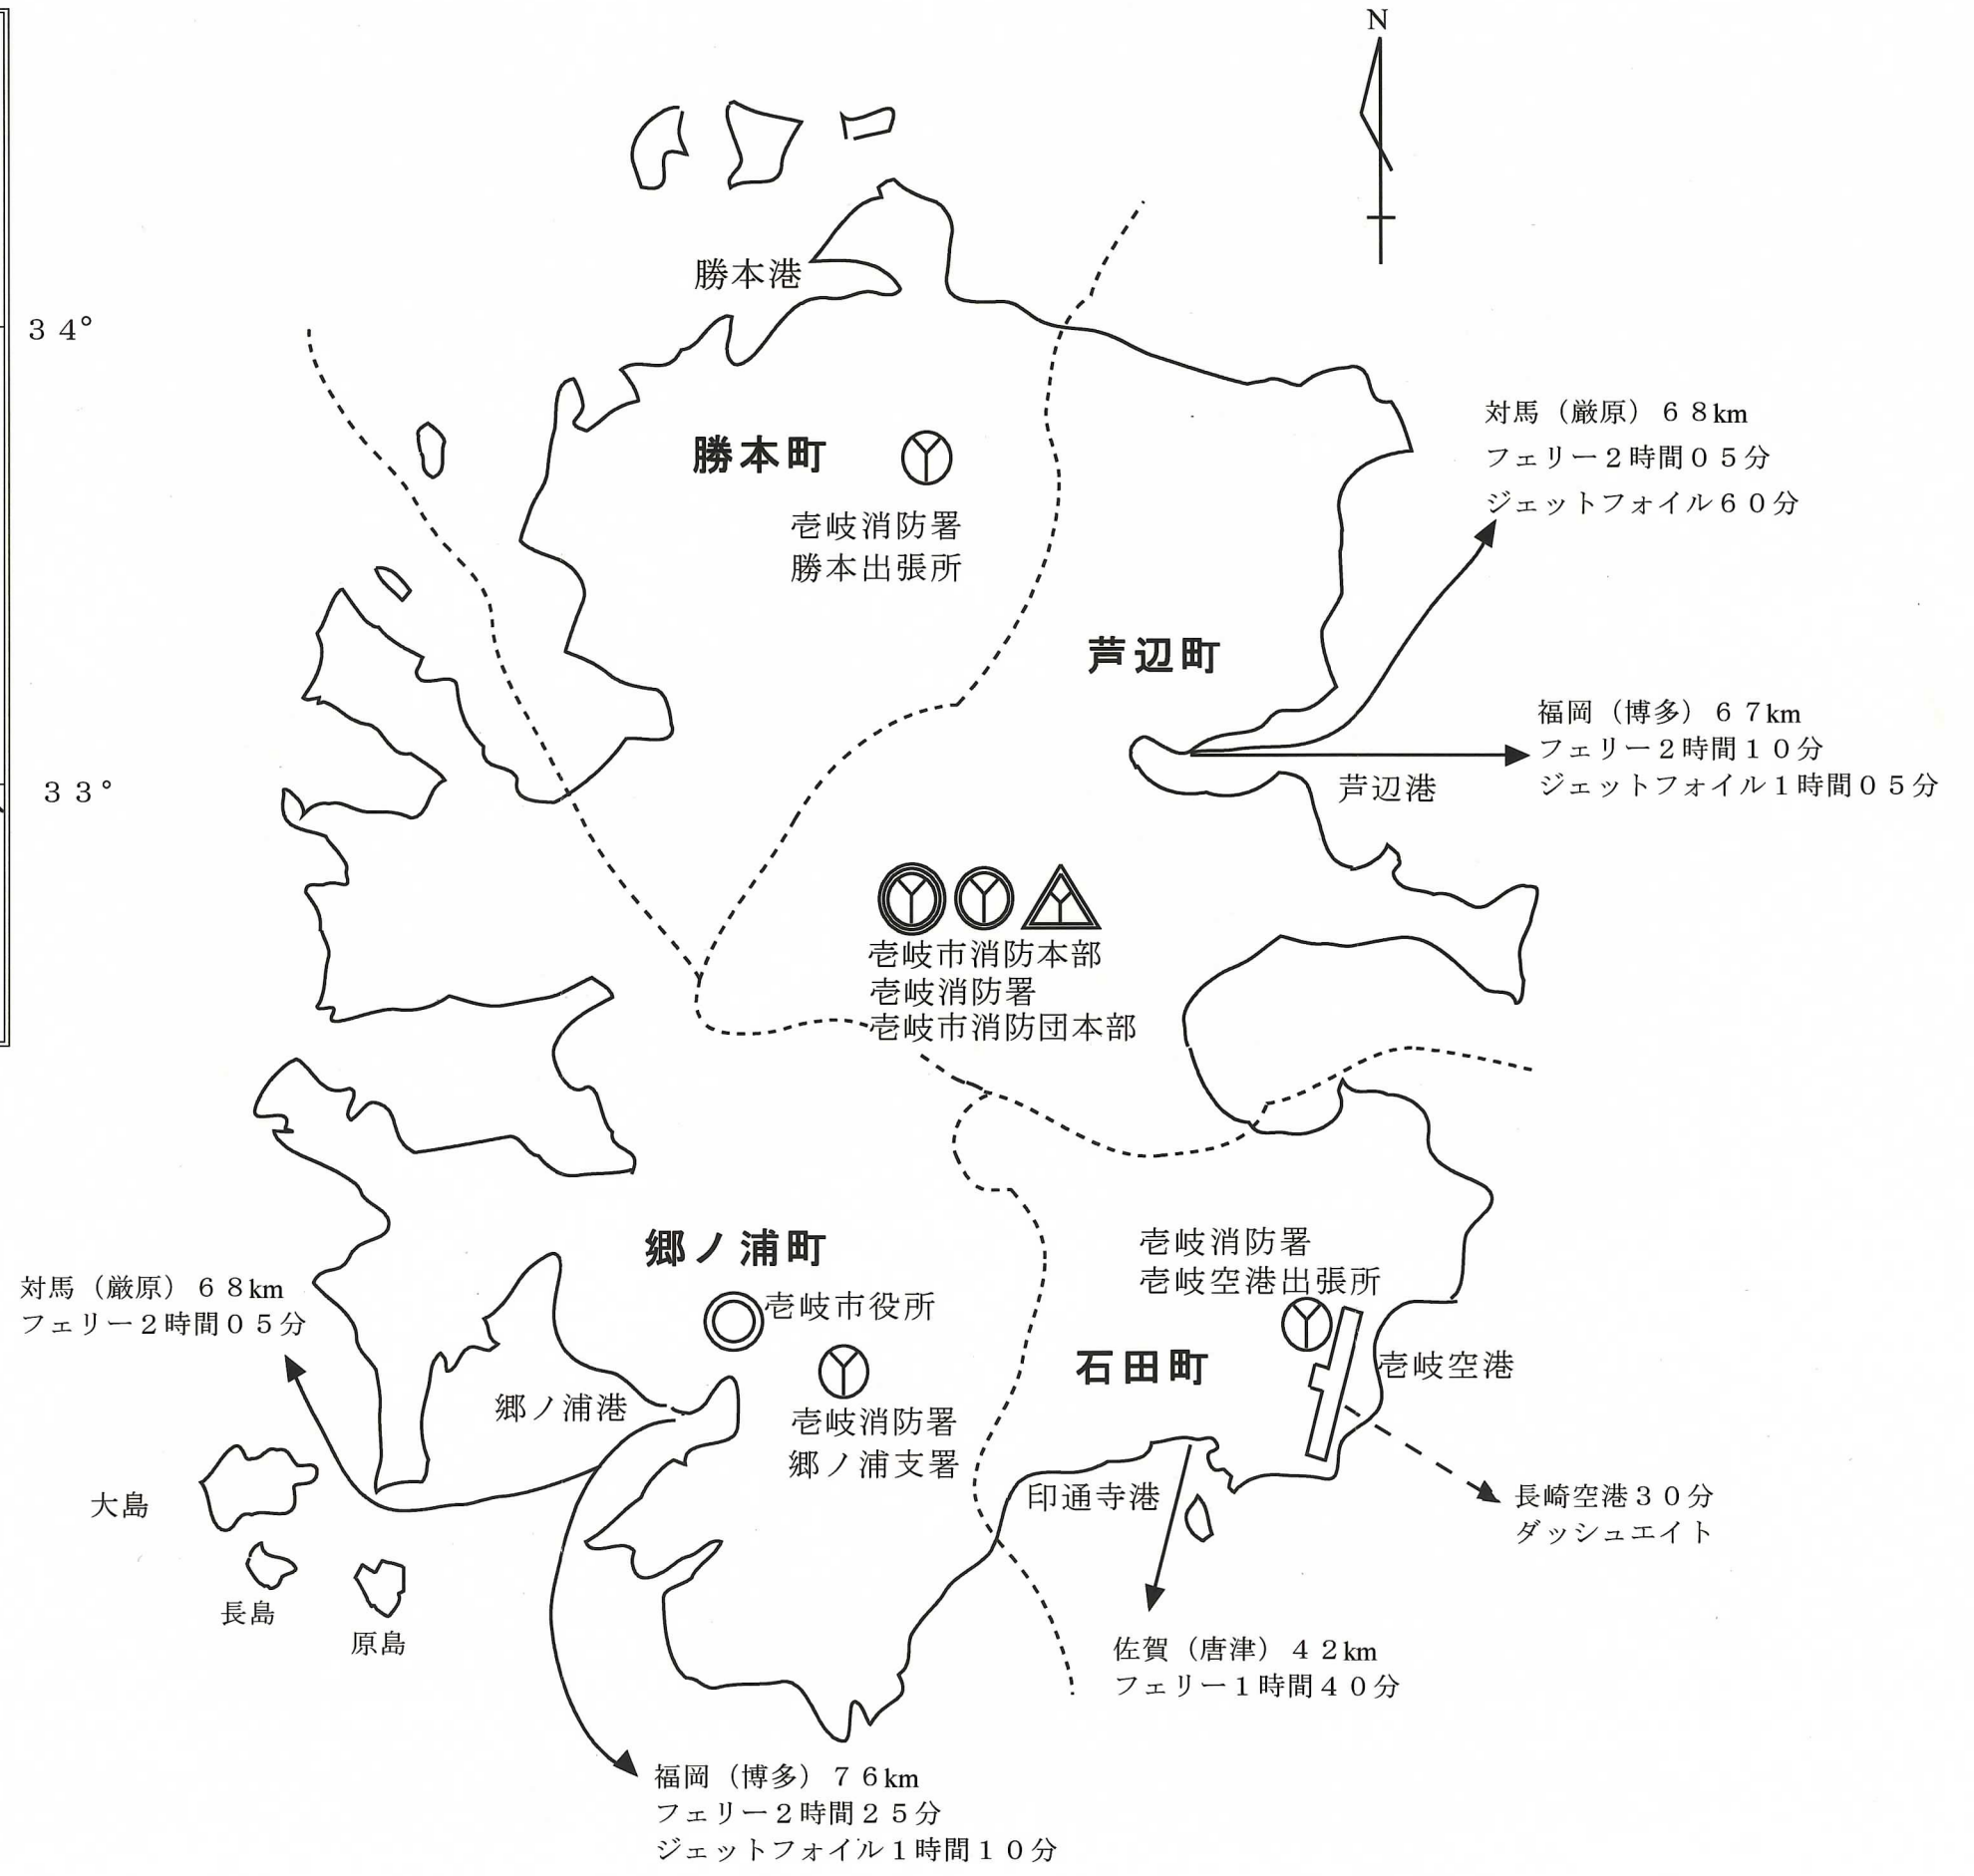 N
勝本港
３４°
対馬（厳原）６８km
フェリー２時間０５分
ジェットフォイル６０分
勝本町
壱岐消防署
勝本出張所
芦辺町
福岡（博多）６７km
フェリー２時間１０分
ジェットフォイル１時間０５分
３３°
芦辺港
壱岐市消防本部
壱岐消防署
壱岐市消防団本部
郷ノ浦町
壱岐消防署
壱岐空港出張所
対馬（厳原）６８km
フェリー２時間０５分
壱岐市役所
石田町
壱岐空港
郷ノ浦港
壱岐消防署
郷ノ浦支署
印通寺港
長崎空港３０分
ダッシュエイト
大島
長島
原島
佐賀（唐津）４２km
フェリー１時間４０分
福岡（博多）７６km
フェリー２時間２５分
ジェットフォイル１時間１０分